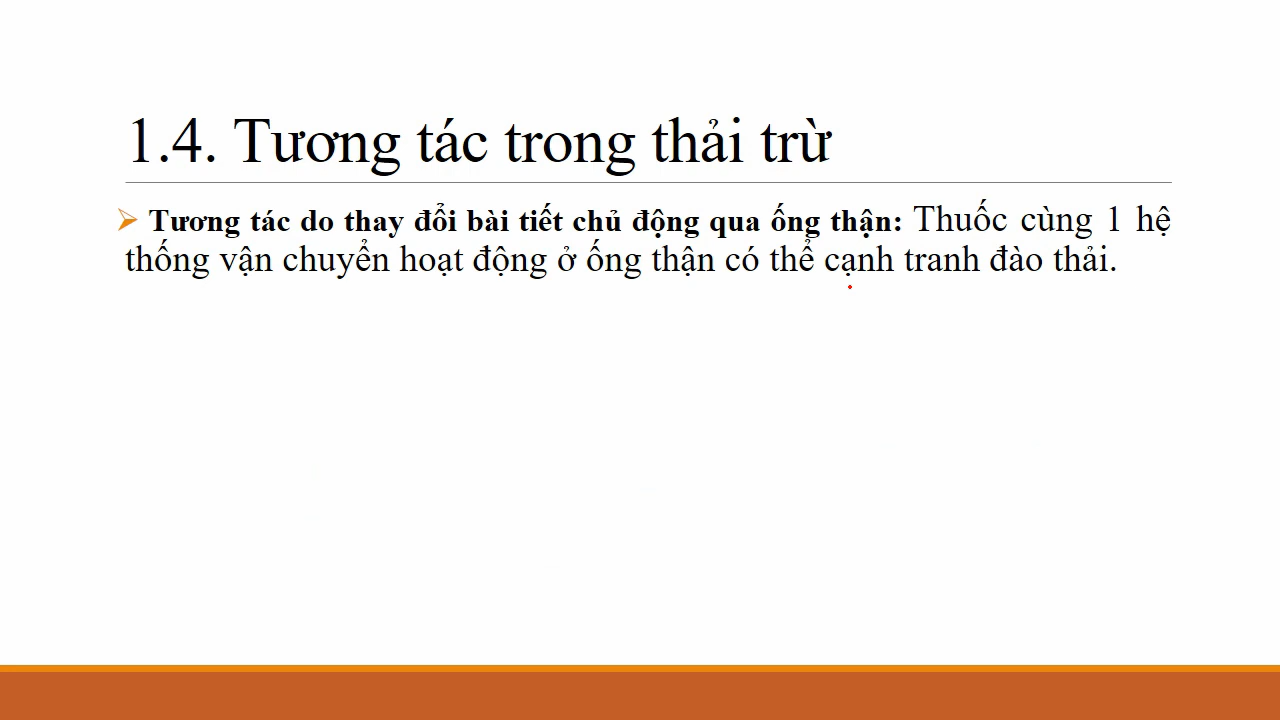 1.4. Tương tác trong thải trừ
Tương tác do thay đổi bài tiết chủ động qua ống thận: Thuốc cùng 1 hệ
thống vận chuyển hoạt động ở ống thận có thể cạnh tranh đào thải.